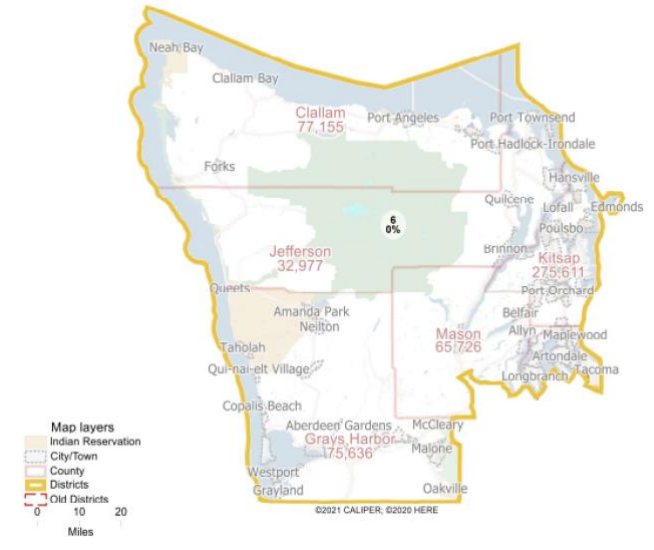 Neah Bay
Clallam Bay
Clallam
77,155
Port Angeles
Port Townsend
Port Hadlock-Irondale
Forks
Hansville
Quilcene
Lofall
Edmonds
6
0%
Poulsbo
Jefferson
32,977
Brinnon
Kitsap
275,611
Queets
Port Orchard
Amanda Park
Neilton
Belfair
Mason
65,726
Allyn
Maplewood
Taholah
Artondale
Qui-nai-elt Village
Longbranch
Tacoma
Copalis Beach
Aberdeen Gardens
McCleary
Grays Harbor
75,636
Malone
Westport
Grayland
Oakville
Map layers
Indian Reservation
City/Town
County
Districts
Old Districts
0 10 20
Miles
©2021 CALIPER; ©2020 HERE